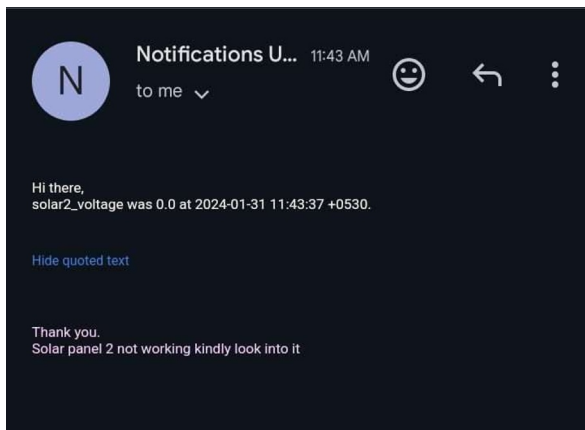 N
Notifications U... 11:43 AM
to me
Hi there,
solar2_voltage was 0.0 at 2024-01-31 11:43:37 +0530.
Hide quoted text
Thank you.
Solar panel 2 not working kindly look into it